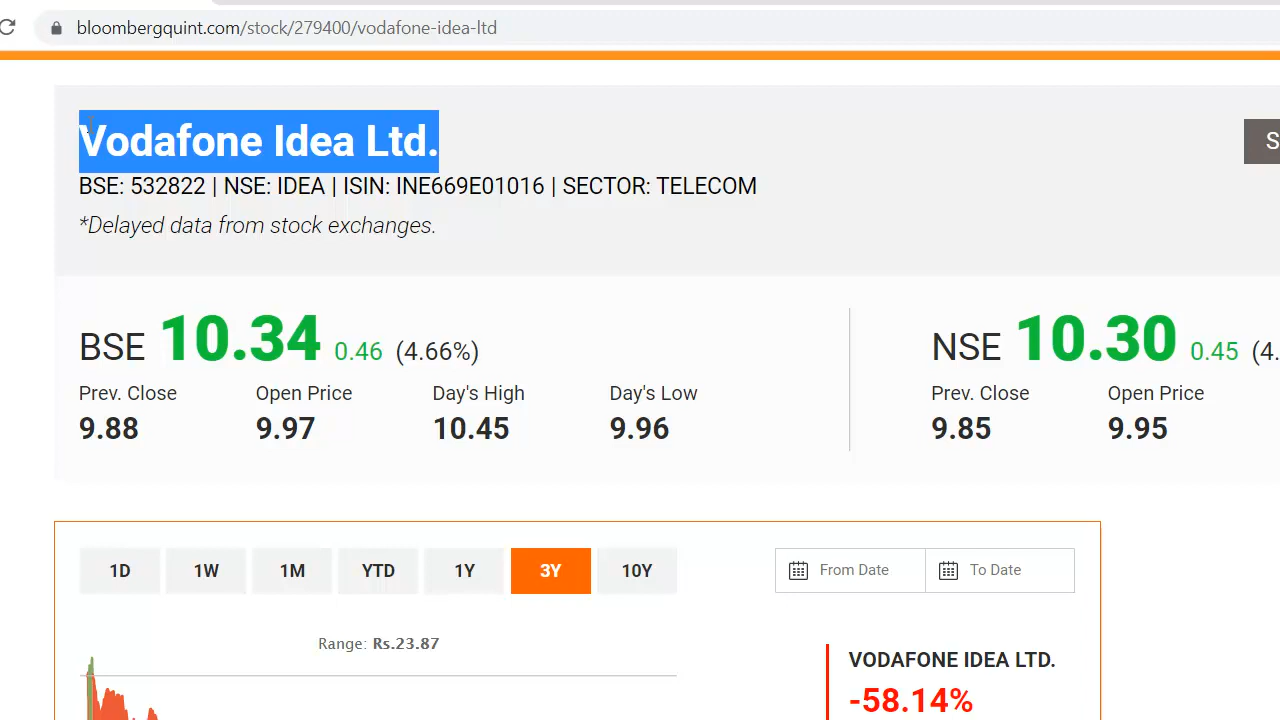 bloombergquint.com/stock/279400/vodafone-idea-ltd
Vodafone Idea Ltd.
S
BSE: 532822 | NSE: IDEA | ISIN: INE669E01016 | SECTOR: TELECOM
*Delayed data from stock exchanges.
BSE 10.34 0.46 (4.66%)
NSE 10.30 0.45 (4.
Prev. Close Open Price Day's High Day's Low
9.88 9.97 10.45 9.96
Prev. Close Open Price
9.85 9.95
1D 1W 1M YTD 1Y 3Y 10Y
From Date To Date
Range: Rs.23.87
VODAFONE IDEA LTD.
-58.14%